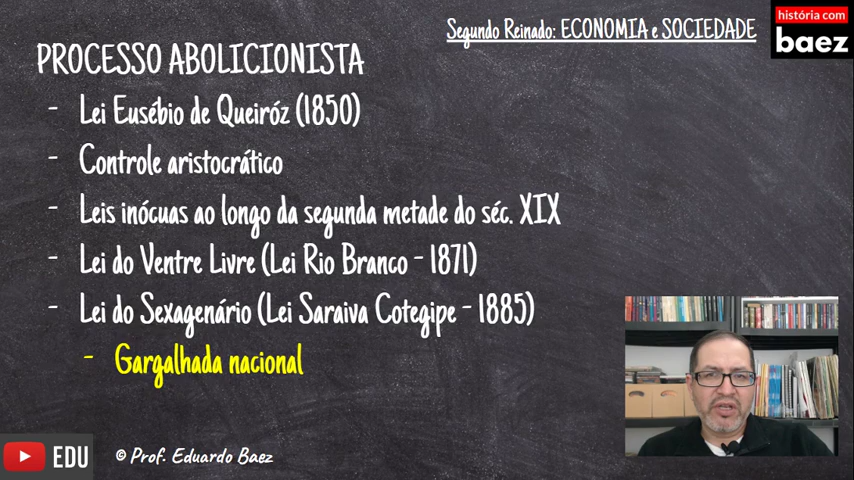 Segundo Reinado: ECONOMIA e SOCIEDADE
história com
baez
PROCESSO ABOLICIONISTA
- Lei Eusébio de Queiróz (1850)
- Controle aristocrático
- Leis inócuas ao longo da segunda metade do séc. XIX
- Lei do Ventre Livre (Lei Rio Branco - 1871)
- Lei do Sexagenário (Lei Saraiva Cotegipe - 1885)
- Gargalhada nacional
EDU
© Prof. Eduardo Baez